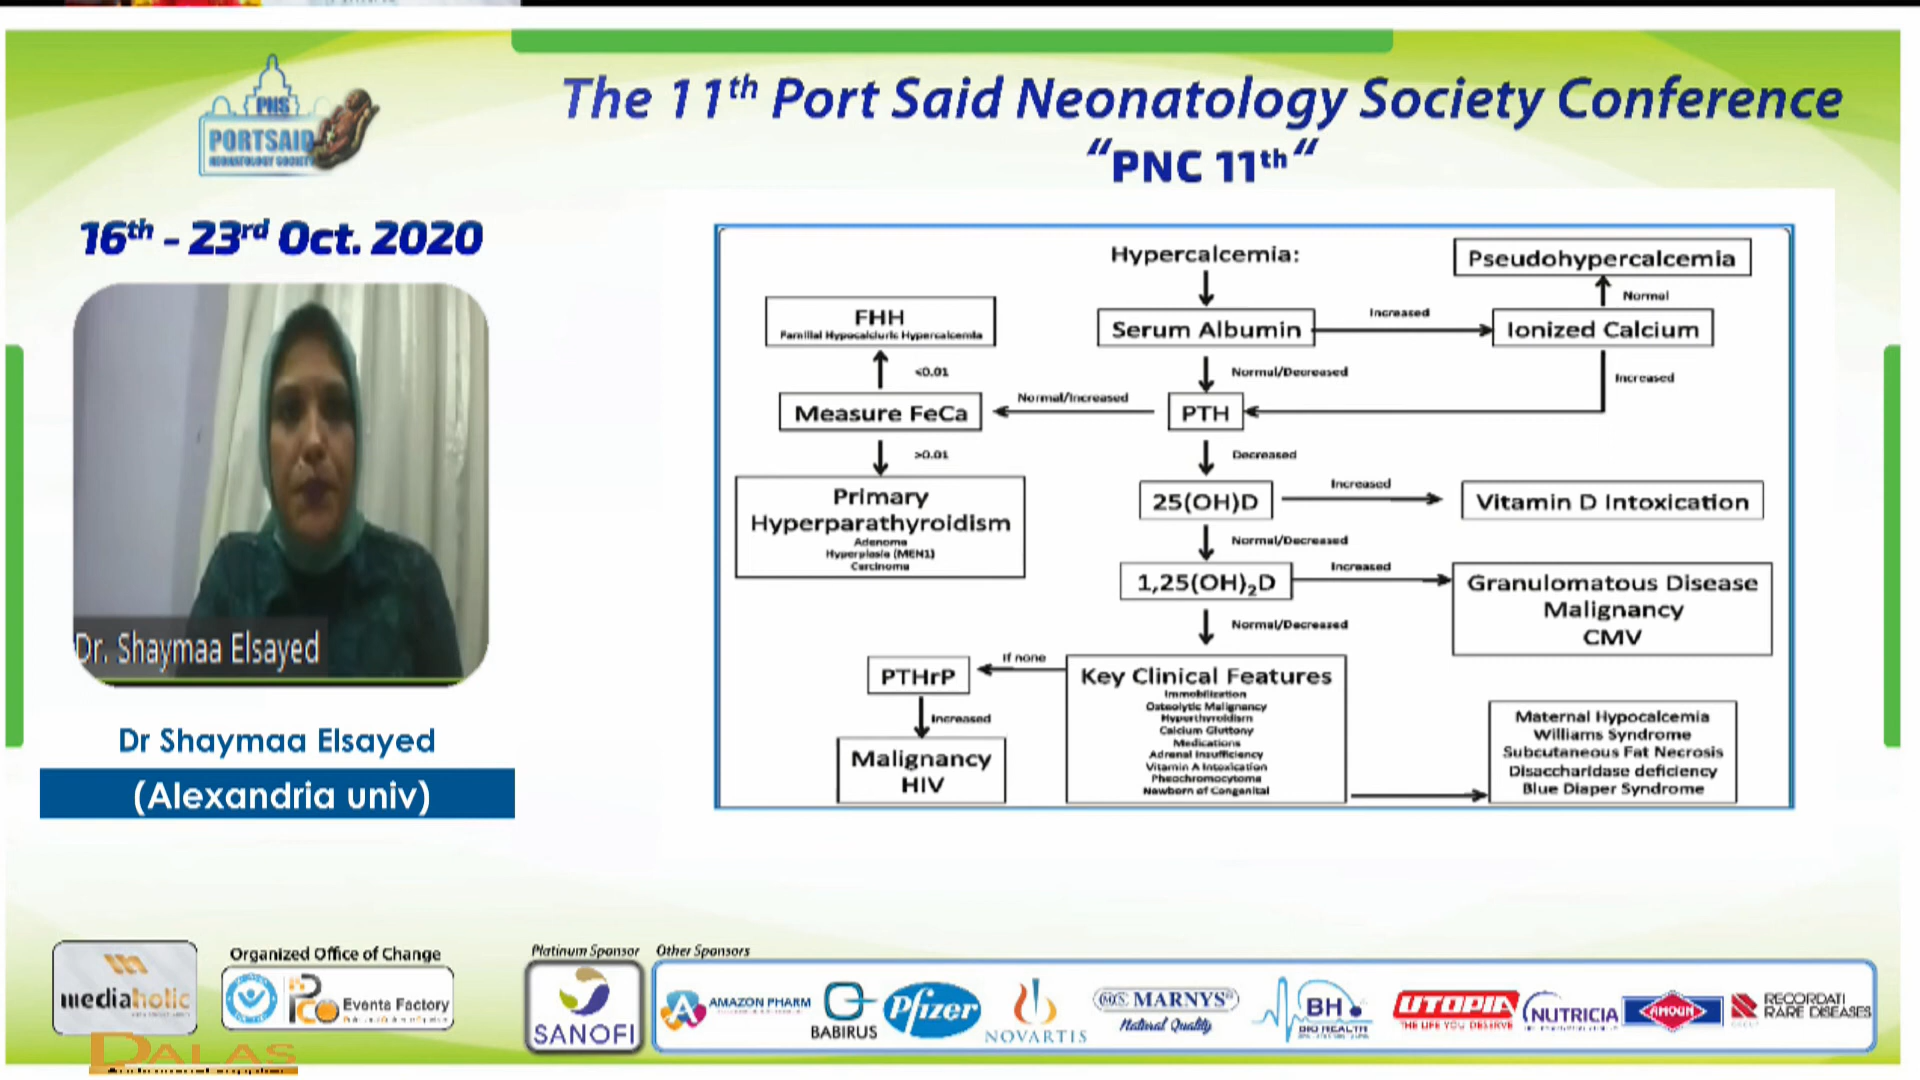 The 11th Port Said Neonatology Society Conference
"PNC 11th"
PNS
PORTSAID
NEONATOLOGY SOCIETY
16th - 23rd Oct. 2020
Dr. Shaymaa Elsayed
Dr Shaymaa Elsayed
(Alexandria univ)
Hypercalcemia:
Pseudohypercalcemia
Normal
FHH
Familial Hypocalciuric Hypercalcemia
Serum Albumin
Increased
Ionized Calcium
<0.01
Normal/Decreased
Increased
Measure FeCa
Normal/Increased
PTH
>0.01
Decreased
Primary
Hyperparathyroidism
Adenoma
Hyperplasia (MEN1)
Carcinoma
25(OH)D
Increased
Vitamin D Intoxication
Normal/Decreased
1,25(OH)2D
Increased
Granulomatous Disease
Malignancy
CMV
Normal/Decreased
PTHrP
If none
Key Clinical Features
Immobilization
Osteolytic Malignancy
Hyperthyroidism
Calcium Gluttony
Medications
Adrenal Insufficiency
Vitamin A Intoxication
Pheochromocytoma
Newborn of Congenital
Increased
Malignancy
HIV
Maternal Hypocalcemia
Williams Syndrome
Subcutaneous Fat Necrosis
Disaccharidase deficiency
Blue Diaper Syndrome
mediaholic
Organized Office of Change
Pco Events Factory
Platinum Sponsor
SANOFI
Other Sponsors
AMAZON PHARM
BABIRUS
Pfizer
NOVARTIS
MARNYS
Natural Quality
BH
BIO HEALTH
UTOPIA
THE LIFE YOU DESERVE
NUTRICIA
AMOUN
RECORDATI
RARE DISEASES
GROUP
DALAS